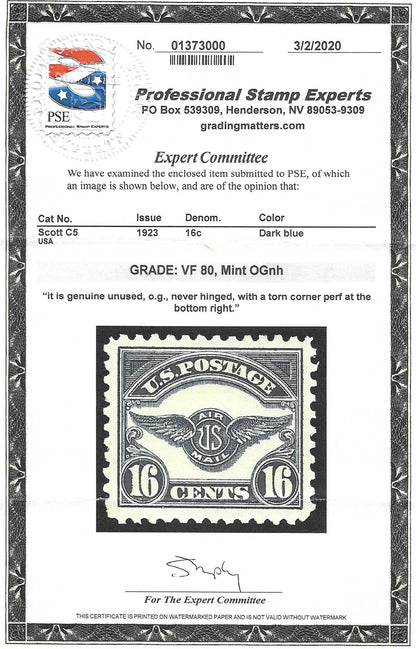 No. 01373000 3/2/2020
PSE
PROFESSIONAL STAMP EXPERTS
Professional Stamp Experts
PO Box 539309, Henderson, NV 89053-9309
gradingmatters.com
Expert Committee
We have examined the enclosed item submitted to PSE, of which
an image is shown below, and are of the opinion that:
Cat No. Issue Denom. Color
Scott C5 1923 16c Dark blue
USA
GRADE: VF 80, Mint OGnh
“it is genuine unused, o.g., never hinged, with a torn corner perf at the
bottom right.”
U.S. POSTAGE
AIR
US
MAIL
16 CENTS 16
For The Expert Committee
THIS CERTIFICATE IS PRINTED ON WATERMARKED PAPER AND IS NOT VALID WITHOUT WATERMARK